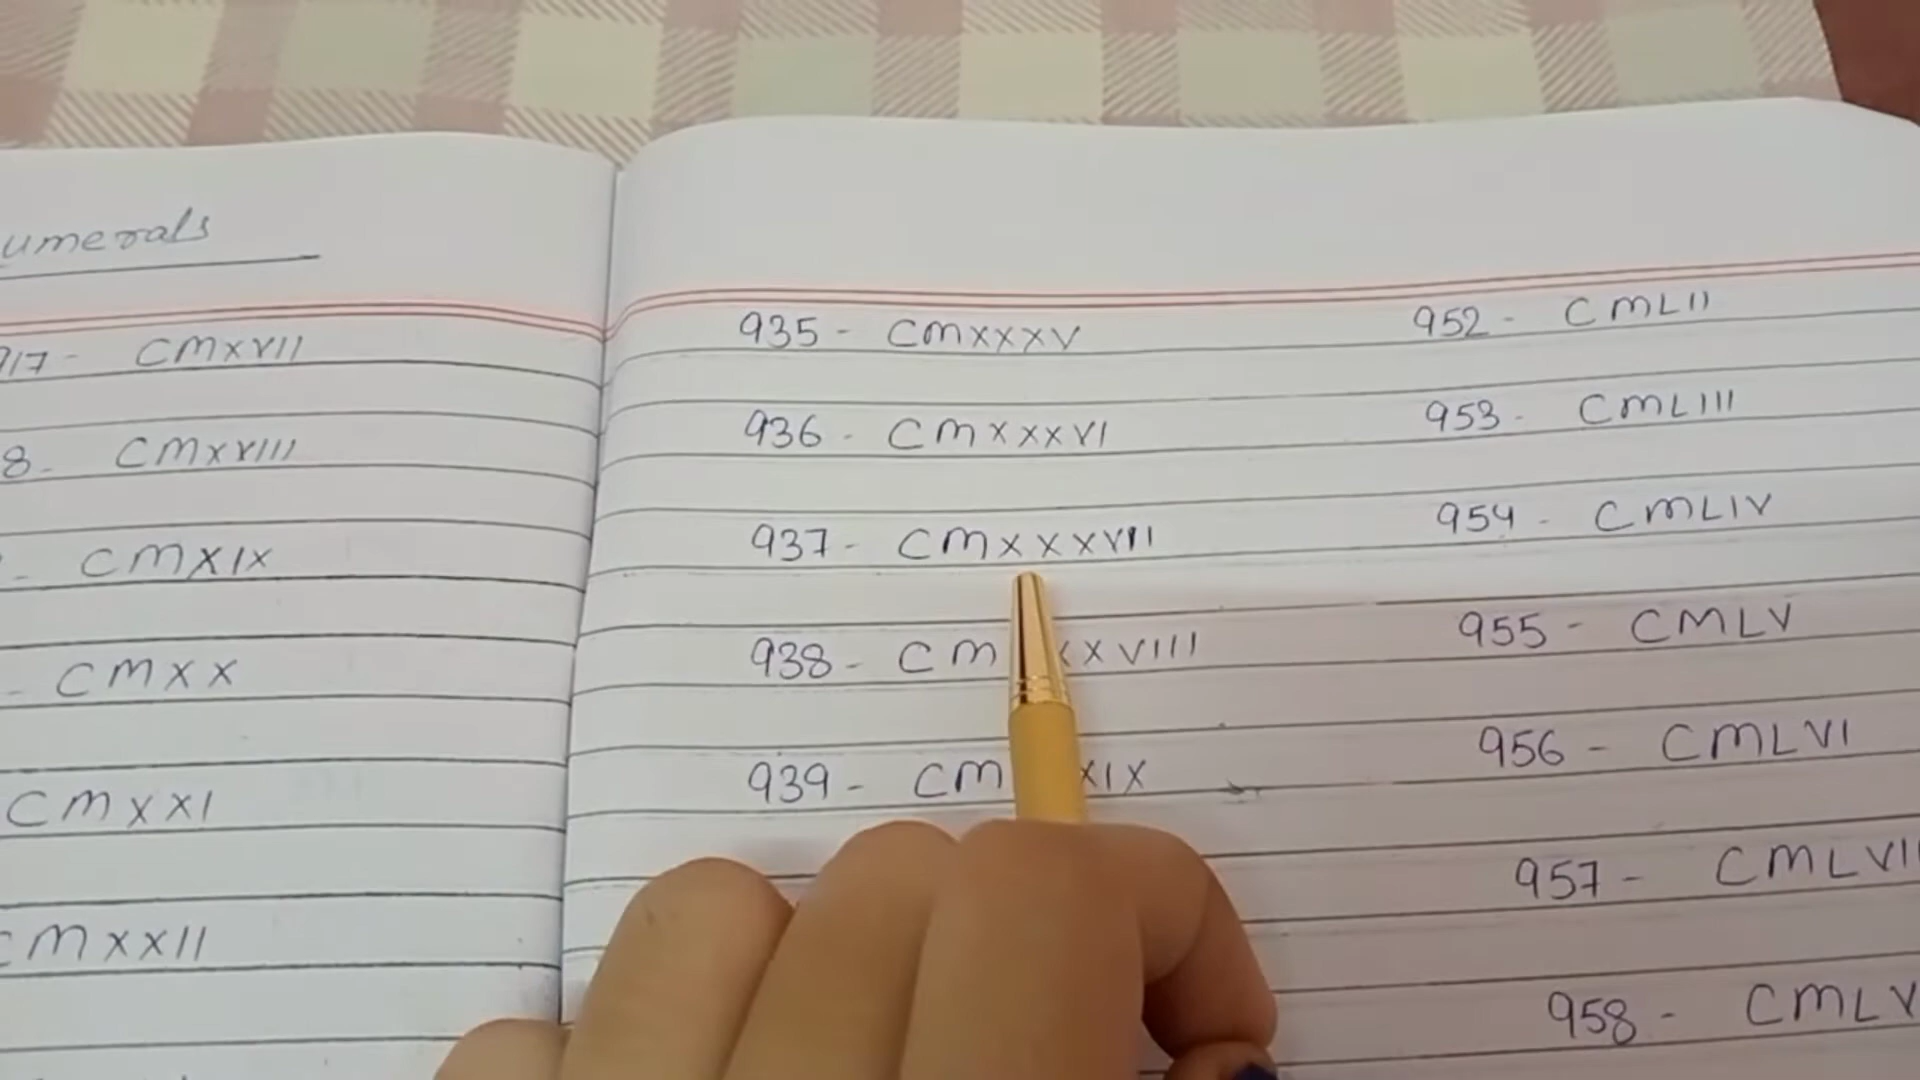 umerals
917 - CMXVII
8 - CMXVIII
- CMXIX
- CMXX
CMXXI
CMXXII
935 - CMXXXV
936 - CMXXXVI
937 - CMXXXVII
938 - CM XXVIII
939 - CM XIX
952 - CMLII
953 - CMLIII
954 - CMLIV
955 - CMLV
956 - CMLVI
957 - CMLVII
958 - CMLV